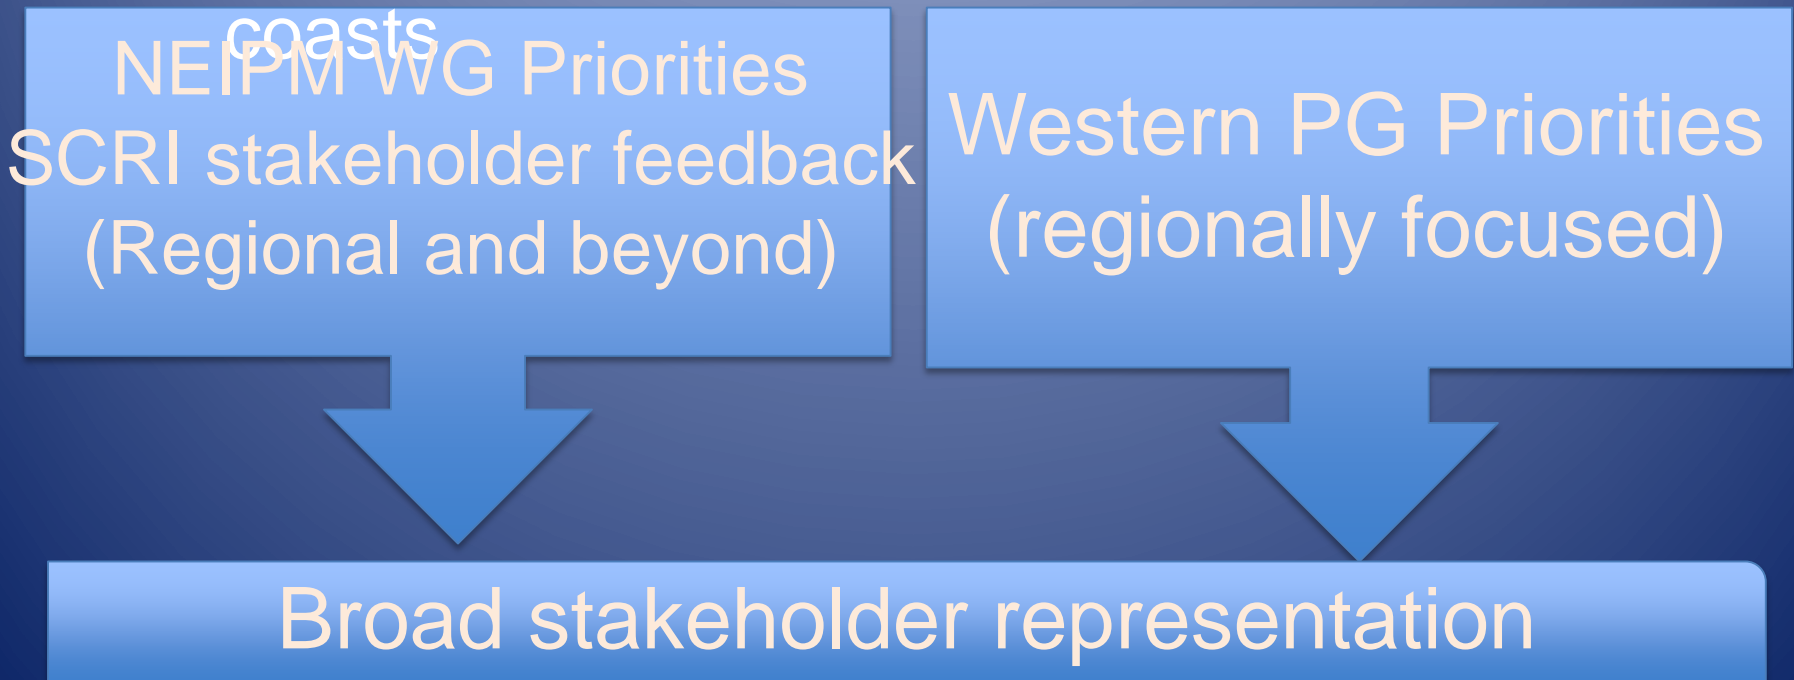 coasts
NEIPM WG Priorities
SCRI stakeholder feedback
(Regional and beyond)
Western PG Priorities
(regionally focused)
Broad stakeholder representation